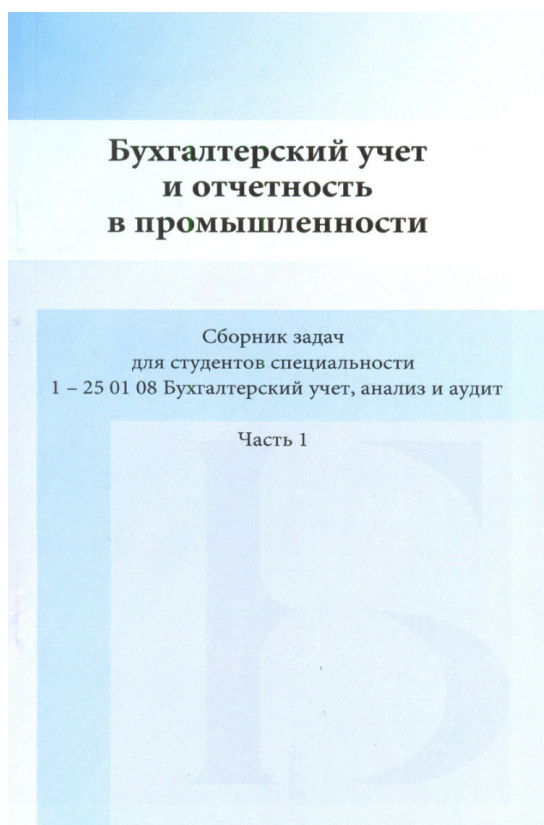 Бухгалтерский учет
и отчетность
в промышленности
Сборник задач
для студентов специальности
1 – 25 01 08 Бухгалтерский учет, анализ и аудит
Часть 1